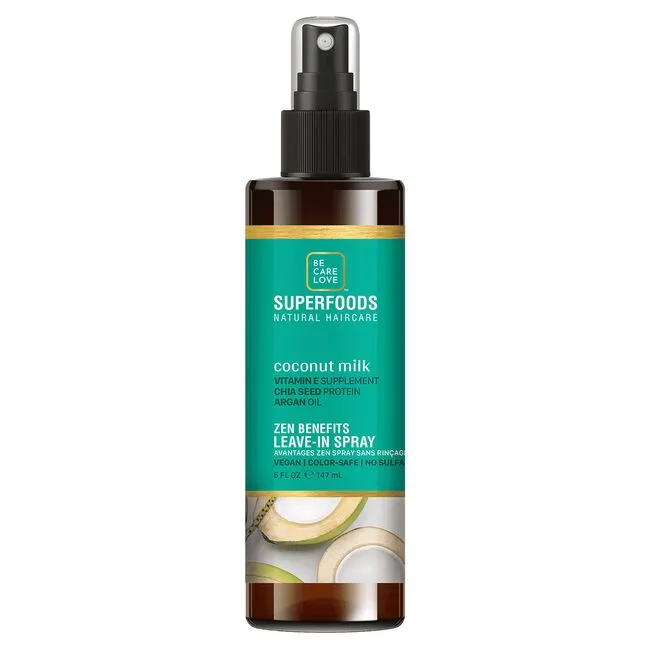 BE
CARE
LOVE
SUPERFOODS
NATURAL HAIRCARE
coconut milk
VITAMIN E SUPPLEMENT
CHIA SEED PROTEIN
ARGAN OIL
ZEN BENEFITS
LEAVE-IN SPRAY
AVANTAGES ZEN SPRAY SANS RINÇAG
VEGAN | COLOR-SAFE | NO SULFA
5 FL OZ ℮ 147 mL